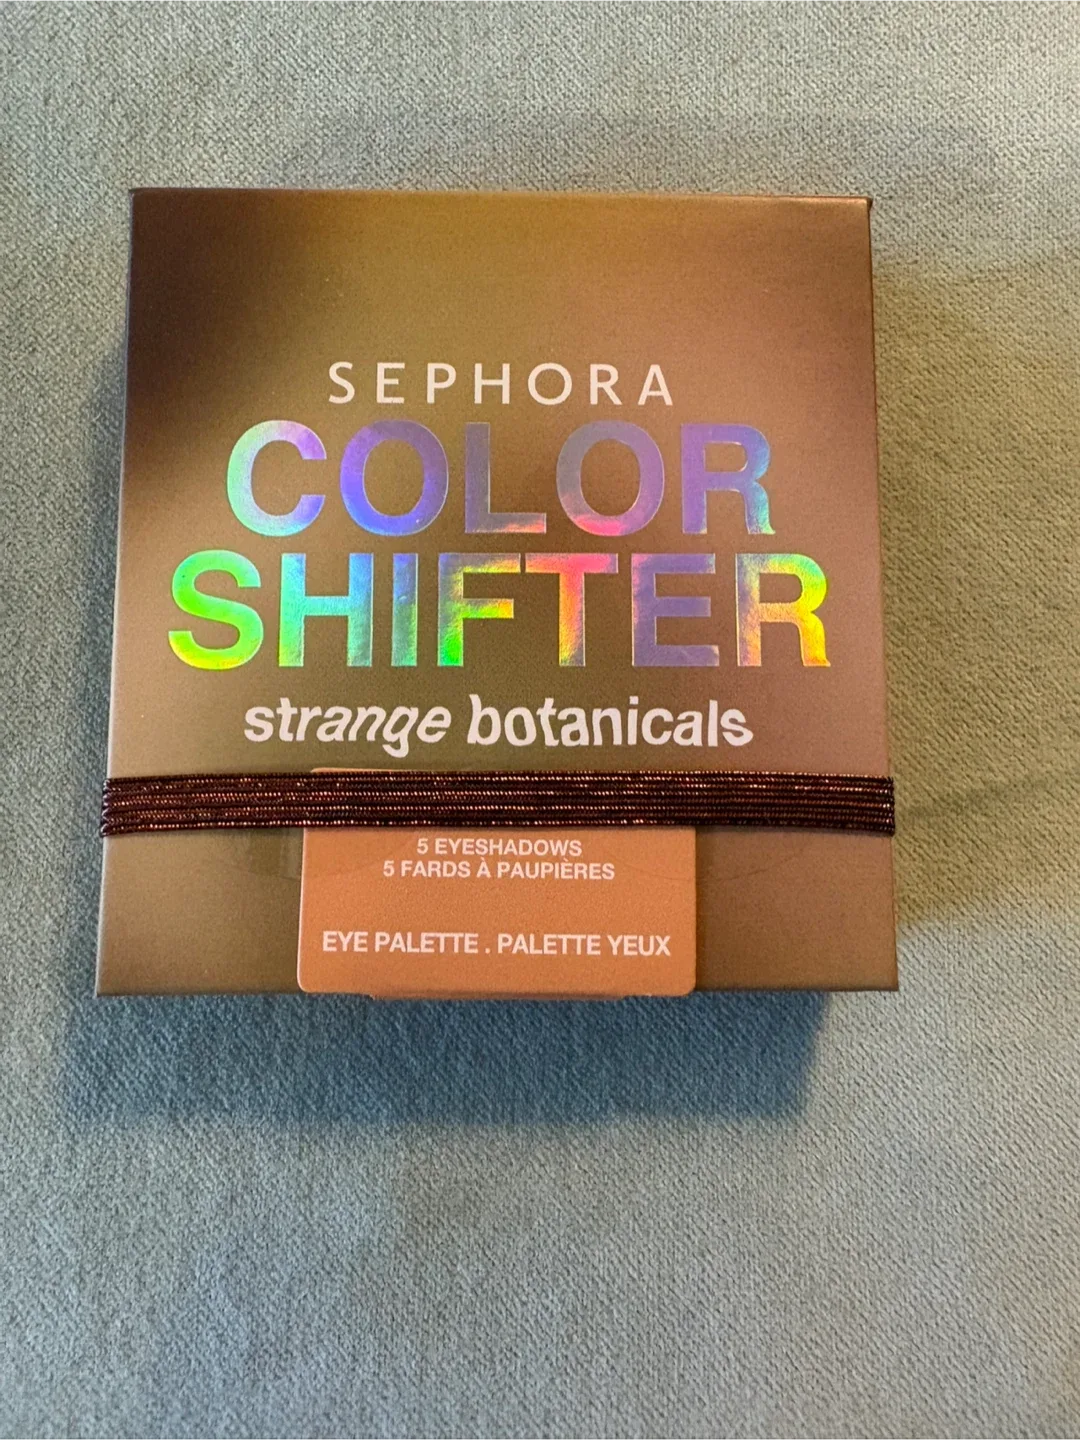 SEPHORA
COLOR
SHIFTER
strange botanicals
5 EYESHADOWS
5 FARDS À PAUPIÈRES
EYE PALETTE . PALETTE YEUX